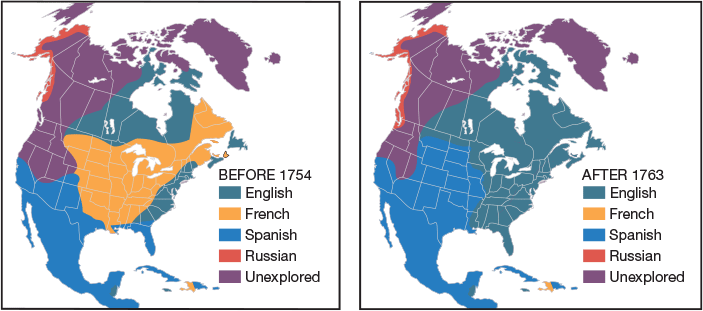 BEFORE 1754
English
French
Spanish
Russian
Unexplored
AFTER 1763
English
French
Spanish
Russian
Unexplored